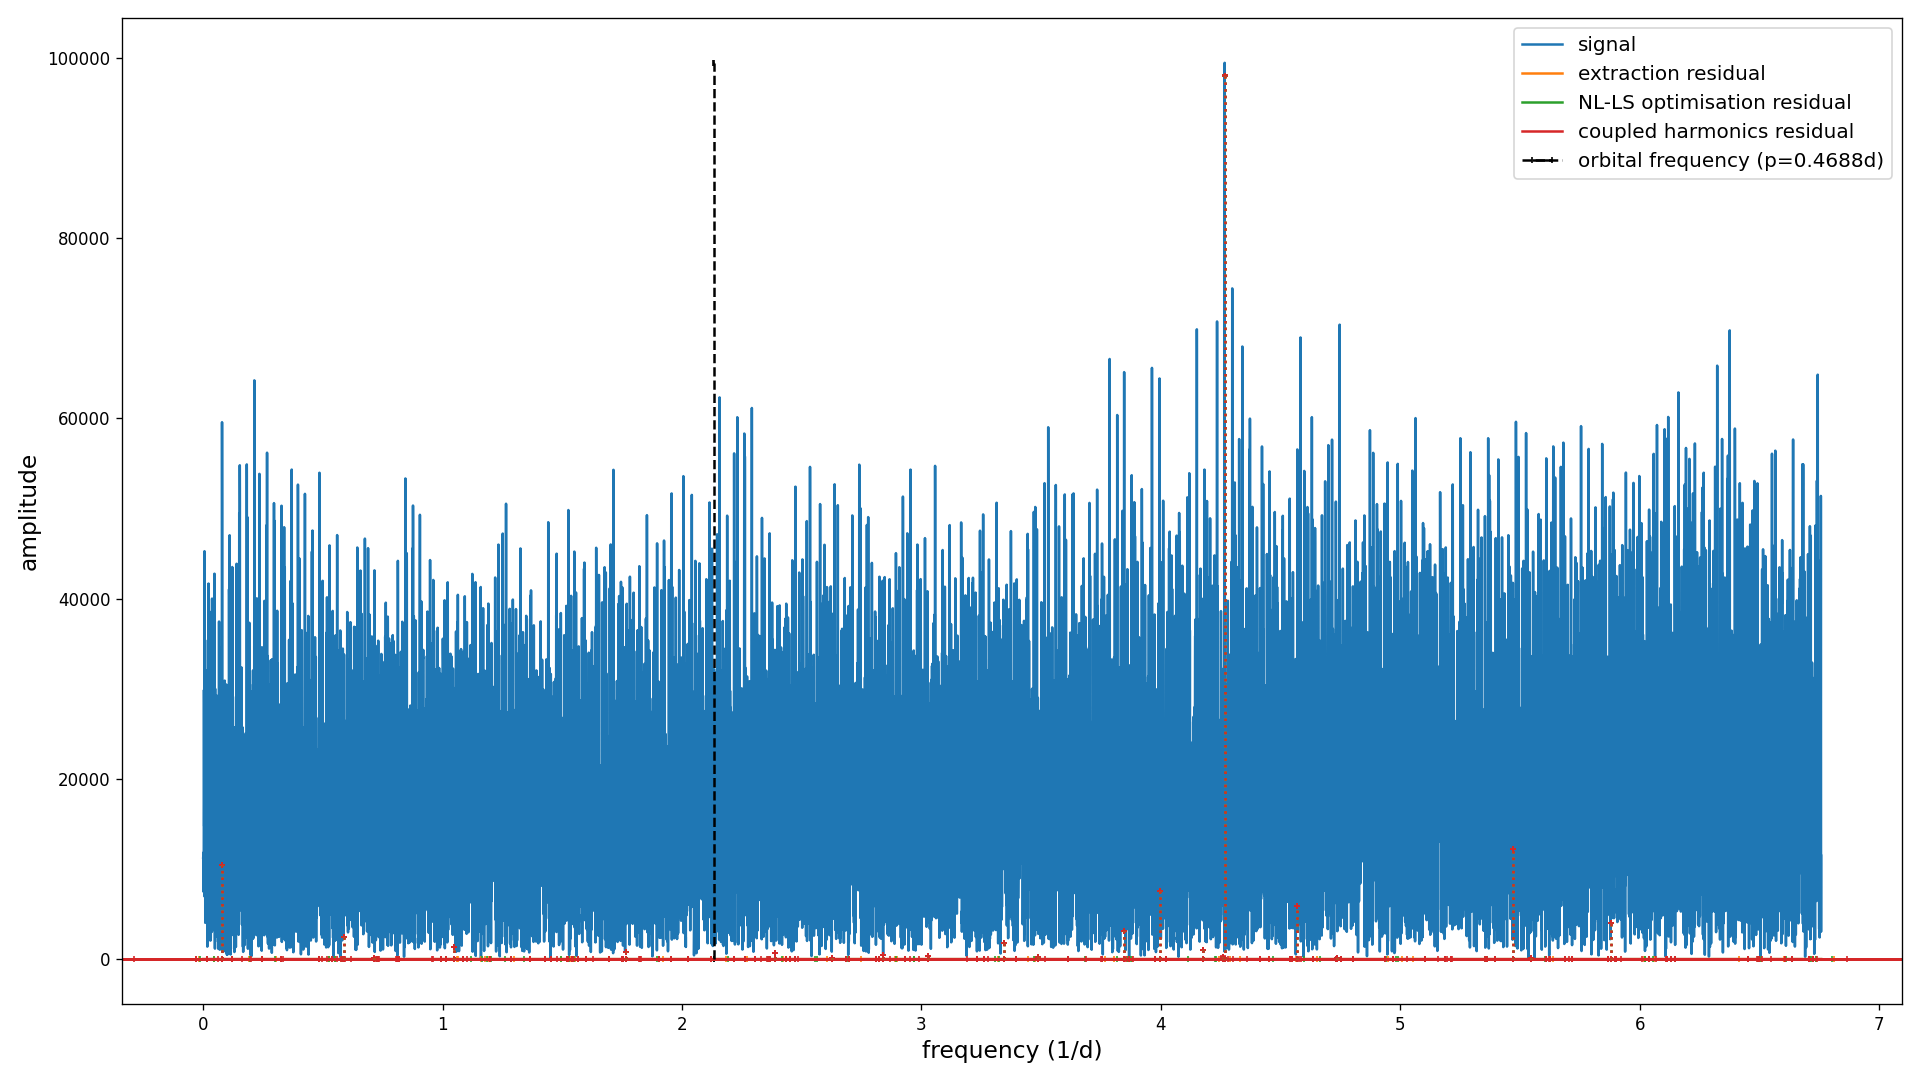 100000
80000
60000
40000
20000
0
amplitude
0 1 2 3 4 5 6 7
frequency (1/d)
signal
extraction residual
NL-LS optimisation residual
coupled harmonics residual
orbital frequency (p=0.4688d)